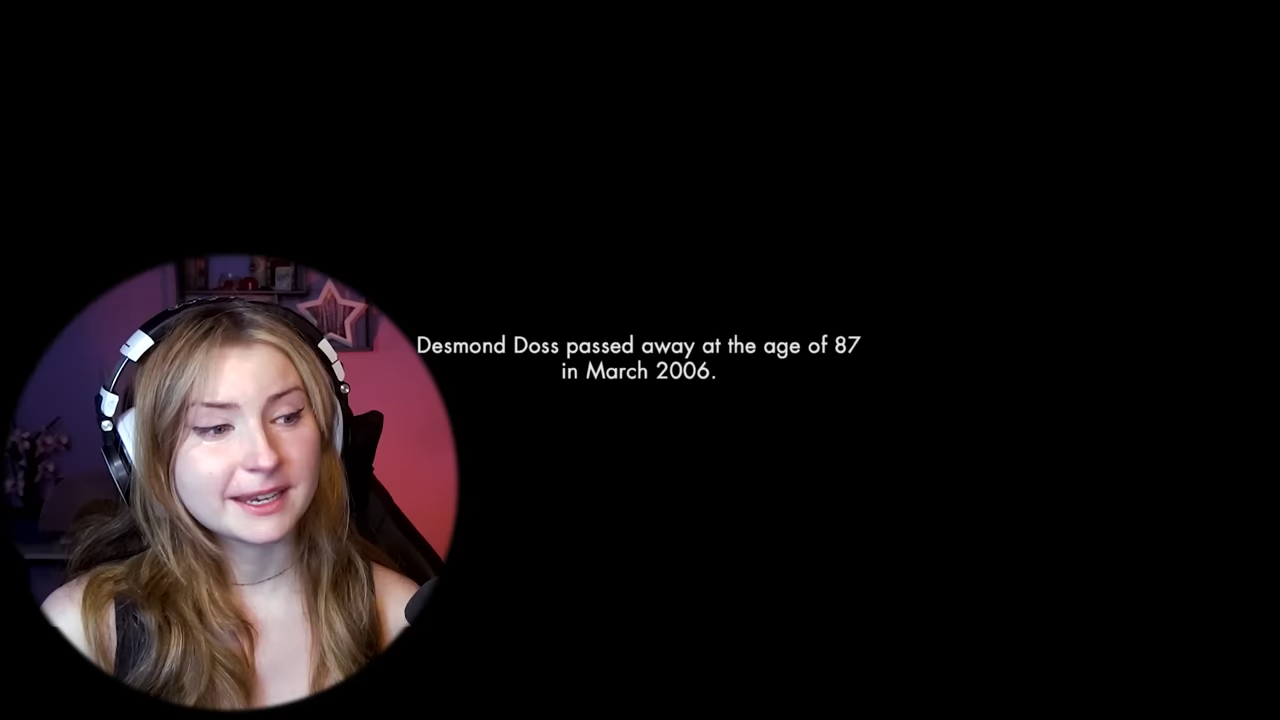 Desmond Doss passed away at the age of 87
in March 2006.